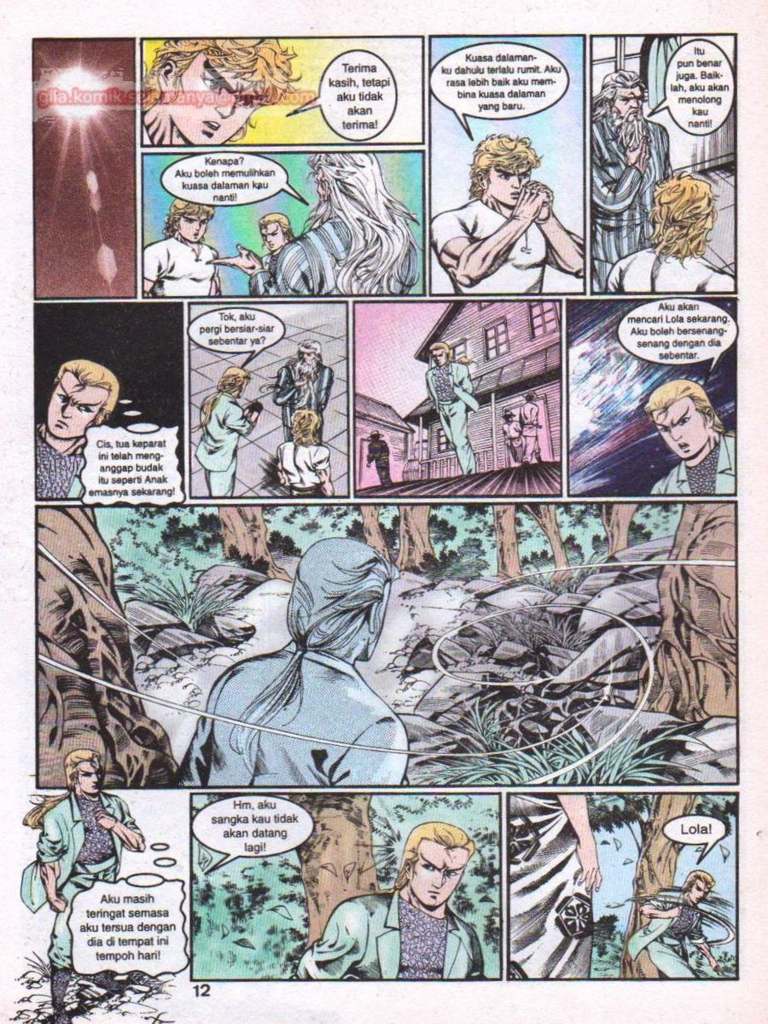 Terima
kasih, tetapi
aku tidak
akan
terima!
Kenapa?
Aku boleh memulihkan
kuasa dalaman kau
nanti!
Kuasa dalaman-
ku dahulu terlalu rumit. Aku
rasa lebih baik aku mem-
bina kuasa dalaman
yang baru.
Itu
pun benar
juga. Baik-
lah, aku akan
menolong
kau
nanti!
Cis, tua keparat
ini telah meng-
anggap budak
itu seperti Anak
emasnya sekarang!
Tok, aku
pergi bersiar-siar
sebentar ya?
Aku akan
mencari Lola sekarang.
Aku boleh bersenang-
senang dengan dia
sebentar.
Aku masih
teringat semasa
aku tersua dengan
dia di tempat ini
tempoh hari!
Hm, aku
sangka kau tidak
akan datang
lagi!
Lola!
12